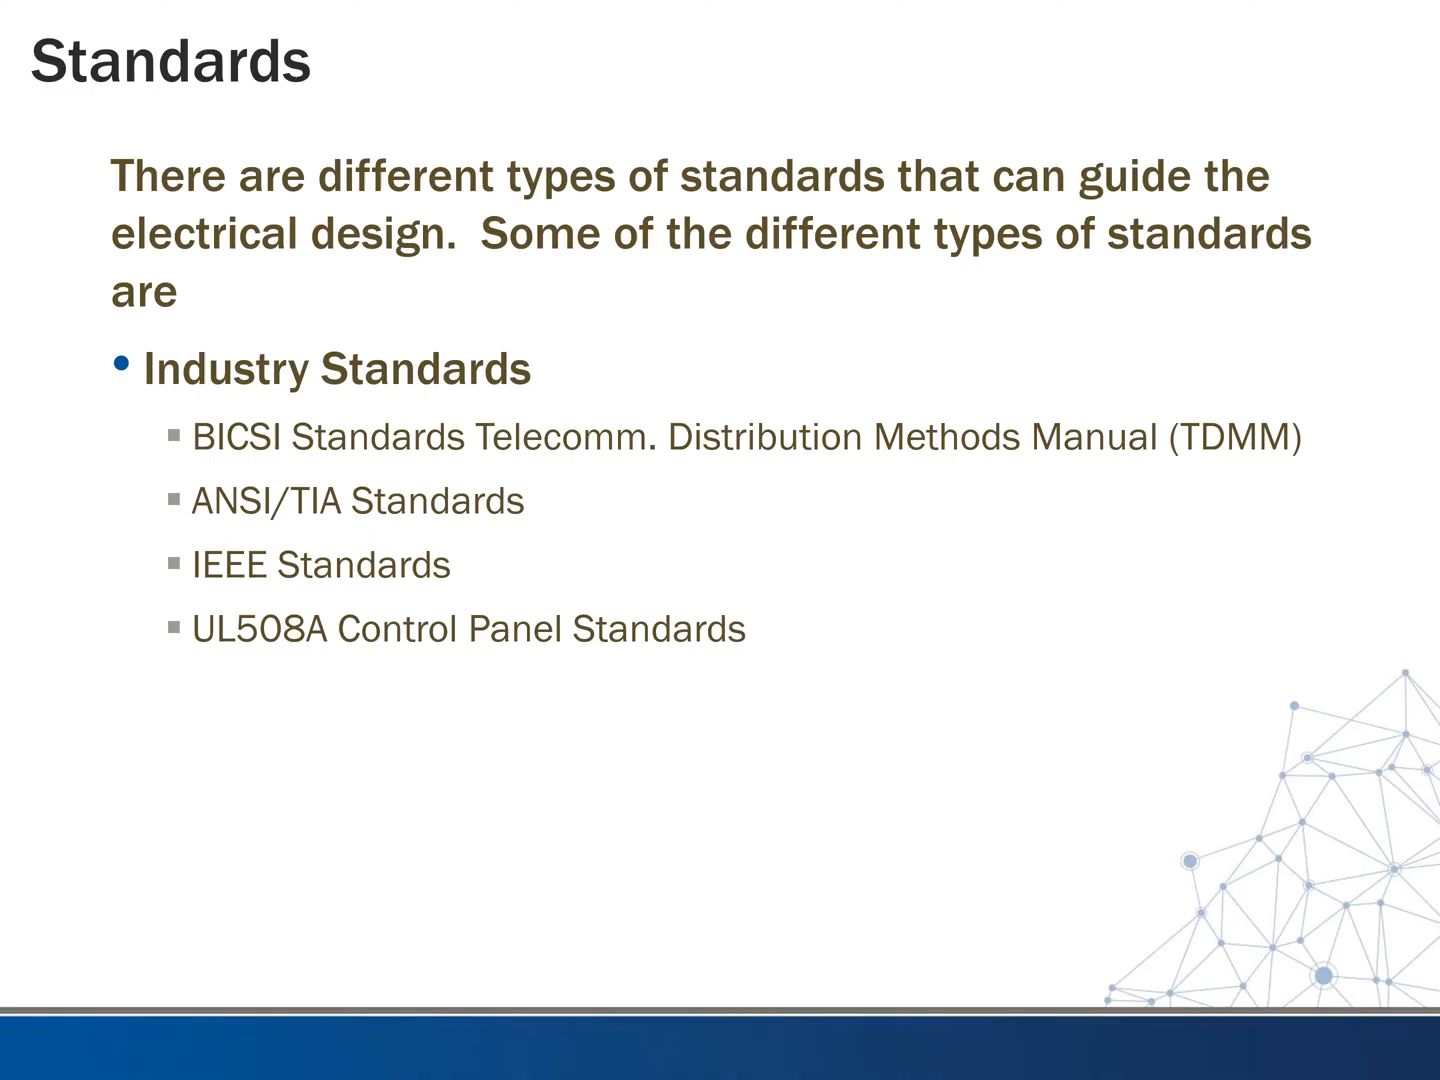 Standards
There are different types of standards that can guide the
electrical design.  Some of the different types of standards
are
• Industry Standards
▪ BICSI Standards Telecomm. Distribution Methods Manual (TDMM)
▪ ANSI/TIA Standards
▪ IEEE Standards
▪ UL508A Control Panel Standards